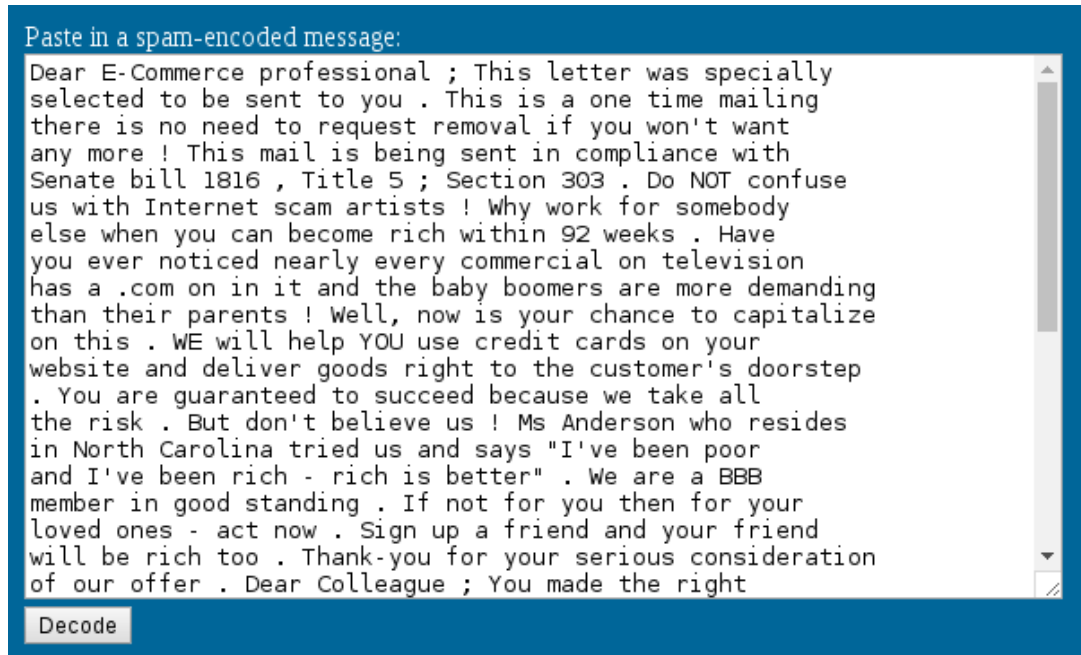 Paste in a spam-encoded message:
Dear E-Commerce professional ; This letter was specially
selected to be sent to you . This is a one time mailing
there is no need to request removal if you won't want
any more ! This mail is being sent in compliance with
Senate bill 1816 , Title 5 ; Section 303 . Do NOT confuse
us with Internet scam artists ! Why work for somebody
else when you can become rich within 92 weeks . Have
you ever noticed nearly every commercial on television
has a .com on in it and the baby boomers are more demanding
than their parents ! Well, now is your chance to capitalize
on this . WE will help YOU use credit cards on your
website and deliver goods right to the customer's doorstep
. You are guaranteed to succeed because we take all
the risk . But don't believe us ! Ms Anderson who resides
in North Carolina tried us and says "I've been poor
and I've been rich - rich is better" . We are a BBB
member in good standing . If not for you then for your
loved ones - act now . Sign up a friend and your friend
will be rich too . Thank-you for your serious consideration
of our offer . Dear Colleague ; You made the right
Decode